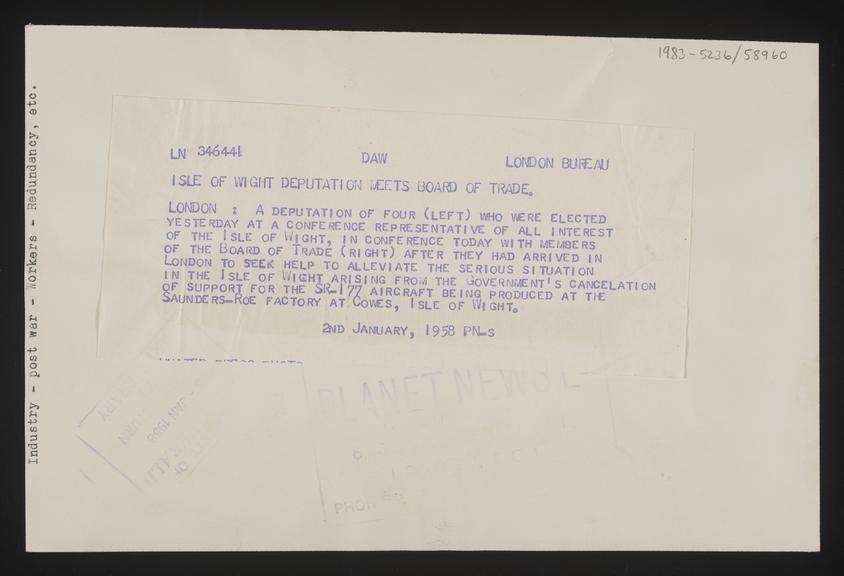 1983-5236/58960
Industry - post war - Workers - Redundancy, etc.
LN 346441 DAW LONDON BUREAU
ISLE OF WIGHT DEPUTATION MEETS BOARD OF TRADE.
LONDON : A DEPUTATION OF FOUR (LEFT) WHO WERE ELECTED
YESTERDAY AT A CONFERENCE REPRESENTATIVE OF ALL INTEREST
OF THE ISLE OF WIGHT, IN CONFERENCE TODAY WITH MEMBERS
OF THE BOARD OF TRADE (RIGHT) AFTER THEY HAD ARRIVED IN
LONDON TO SEEK HELP TO ALLEVIATE THE SERIOUS SITUATION
IN THE ISLE OF WIGHT ARISING FROM THE GOVERNMENT'S CANCELATION
OF SUPPORT FOR THE SR-177 AIRCRAFT BEING PRODUCED AT THE
SAUNDERS-ROE FACTORY AT COWES, ISLE OF WIGHT.
2ND JANUARY, 1958 PN-S
PLANET NEWS L
- JAN 1958
OF
PHO